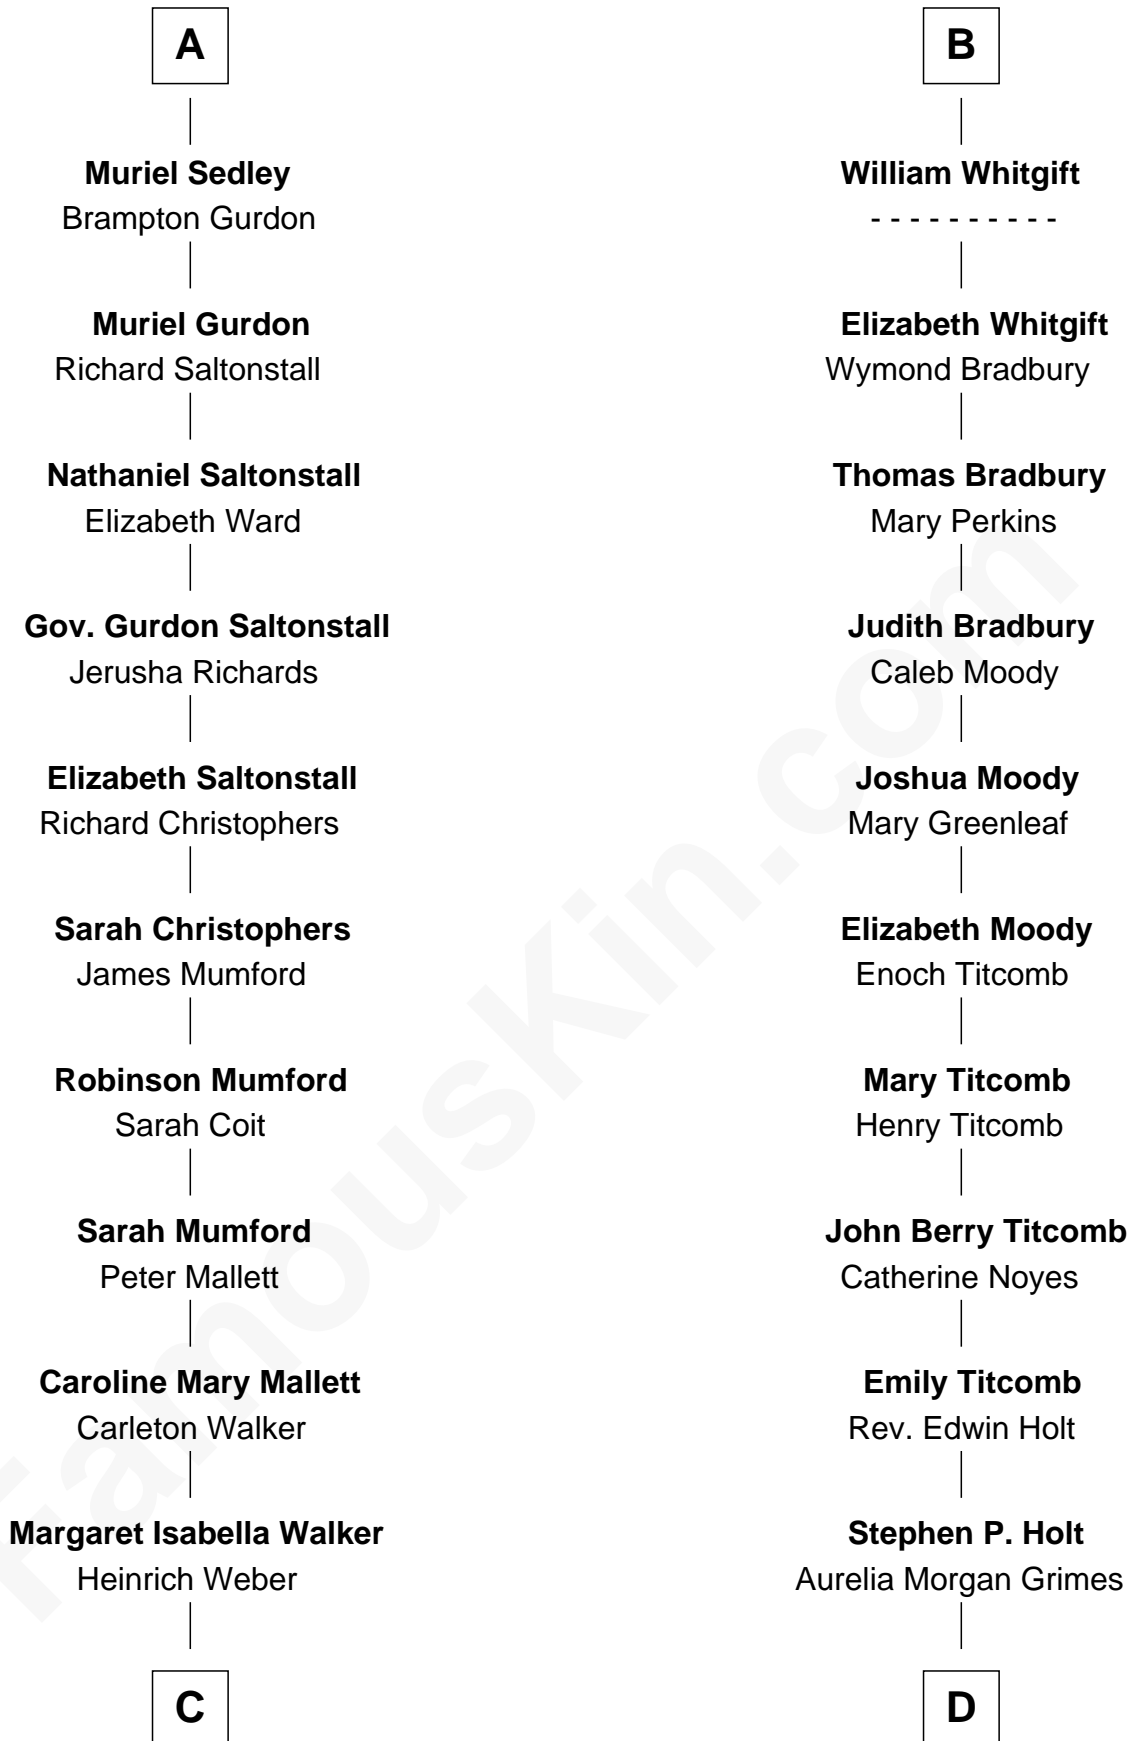 A
Muriel Sedley
Brampton Gurdon
Muriel Gurdon
Richard Saltonstall
Nathaniel Saltonstall
Elizabeth Ward
Gov. Gurdon Saltonstall
Jerusha Richards
Elizabeth Saltonstall
Richard Christophers
Sarah Christophers
James Mumford
Robinson Mumford
Sarah Coit
Sarah Mumford
Peter Mallett
Caroline Mary Mallett
Carleton Walker
Margaret Isabella Walker
Heinrich Weber
C
B
William Whitgift
- - - - - - - - - -
Elizabeth Whitgift
Wymond Bradbury
Thomas Bradbury
Mary Perkins
Judith Bradbury
Caleb Moody
Joshua Moody
Mary Greenleaf
Elizabeth Moody
Enoch Titcomb
Mary Titcomb
Henry Titcomb
John Berry Titcomb
Catherine Noyes
Emily Titcomb
Rev. Edwin Holt
Stephen P. Holt
Aurelia Morgan Grimes
D
FamousKin.com